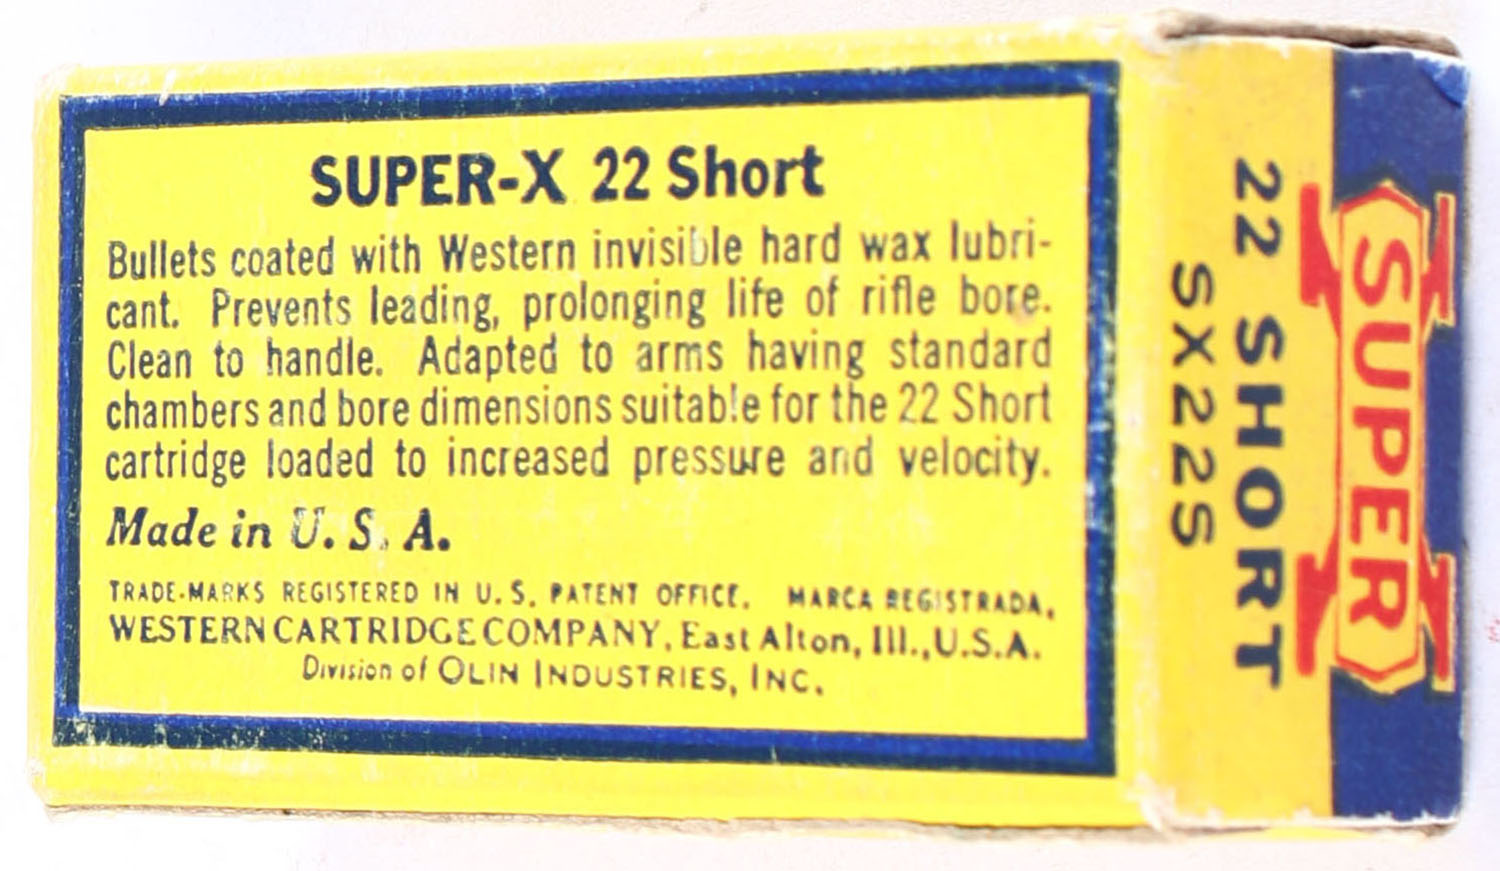 SUPER-X 22 Short
Bullets coated with Western invisible hard wax lubri-
cant. Prevents leading, prolonging life of rifle bore.
Clean to handle. Adapted to arms having standard
chambers and bore dimensions suitable for the 22 Short
cartridge loaded to increased pressure and velocity.
Made in U. S. A.
TRADE-MARKS REGISTERED IN U. S. PATENT OFFICE. MARCA REGISTRADA,
WESTERN CARTRIDGE COMPANY, East Alton, Ill., U.S.A.
Division of OLIN INDUSTRIES, INC.
SUPER X
22 SHORT
SX22S